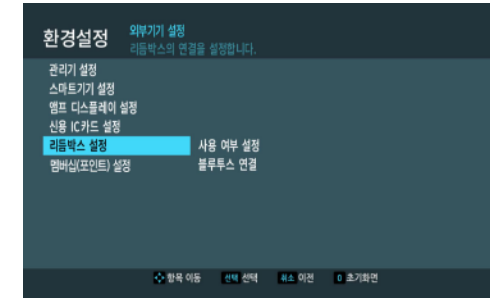 환경설정
외부기기 설정
리듬박스의 연결을 설정합니다.
관리기 설정
스마트기기 설정
앰프 디스플레이 설정
신용 IC카드 설정
리듬박스 설정 사용 여부 설정
멤버십(포인트) 설정 블루투스 연결
항목 이동 선택 선택 취소 이전 0 초기화면